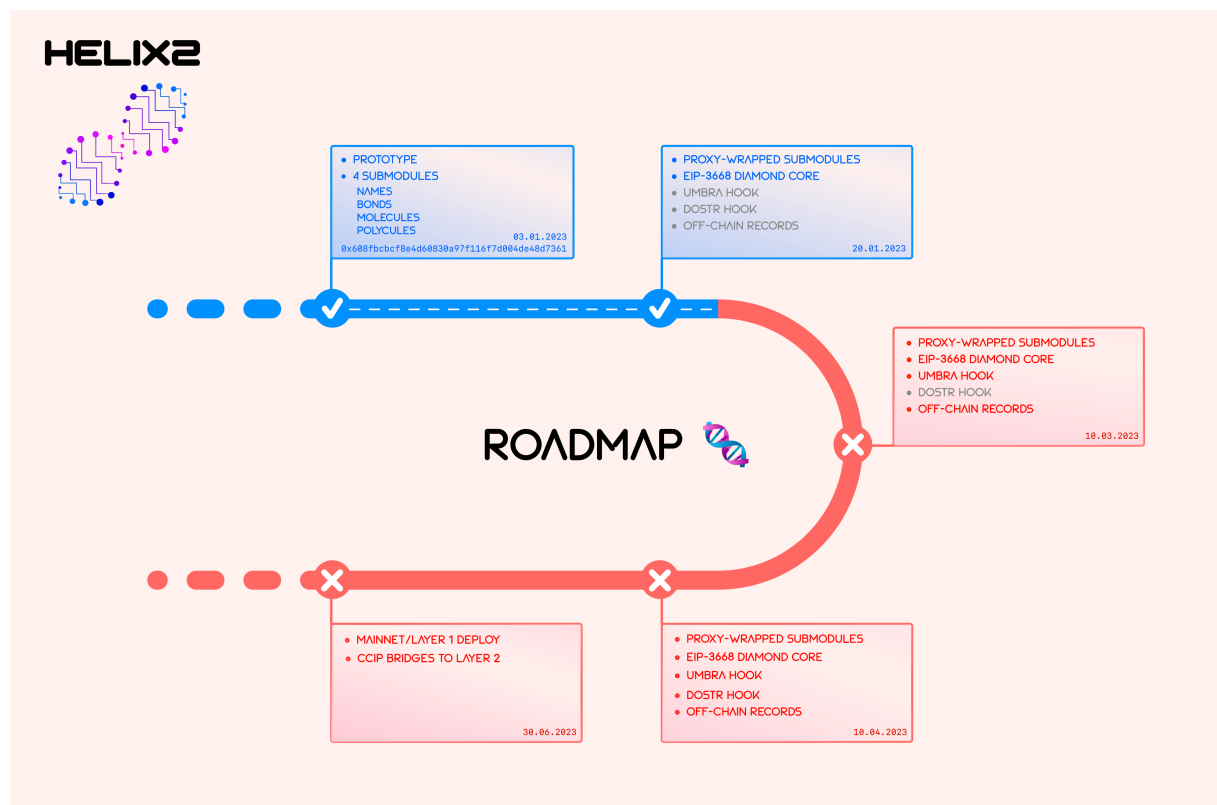 HELIX2
PROTOTYPE
4 SUBMODULES
NAMES
BONDS
MOLECULES
POLYCULES
03.01.2023
0x608fbcbcf8e4d60830a97f116f7d004de48d7361
PROXY-WRAPPED SUBMODULES
EIP-3668 DIAMOND CORE
UMBRA HOOK
DOSTR HOOK
OFF-CHAIN RECORDS
20.01.2023
PROXY-WRAPPED SUBMODULES
EIP-3668 DIAMOND CORE
UMBRA HOOK
DOSTR HOOK
OFF-CHAIN RECORDS
10.03.2023
ROADMAP
MAINNET/LAYER 1 DEPLOY
CCIP BRIDGES TO LAYER 2
30.06.2023
PROXY-WRAPPED SUBMODULES
EIP-3668 DIAMOND CORE
UMBRA HOOK
DOSTR HOOK
OFF-CHAIN RECORDS
10.04.2023